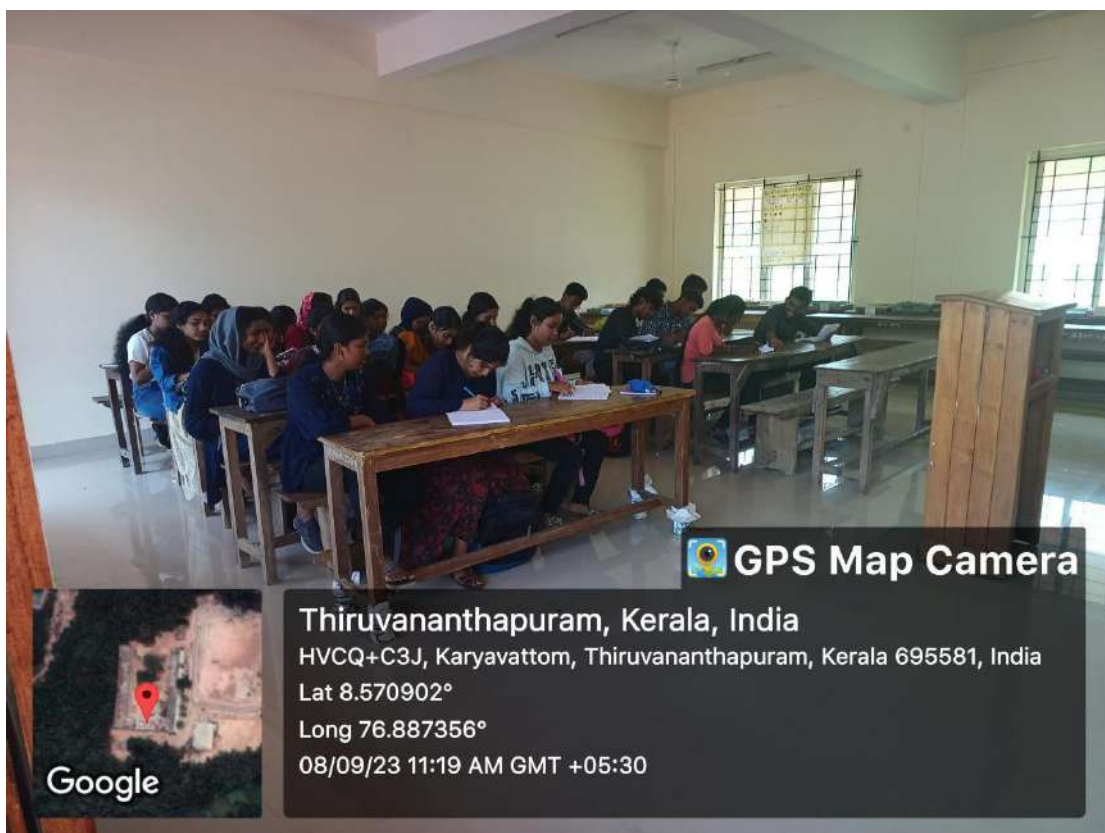 GPS Map Camera
Thiruvananthapuram, Kerala, India
HVCQ+C3J, Karyavattom, Thiruvananthapuram, Kerala 695581, India
Lat 8.570902°
Long 76.887356°
08/09/23 11:19 AM GMT +05:30
Google